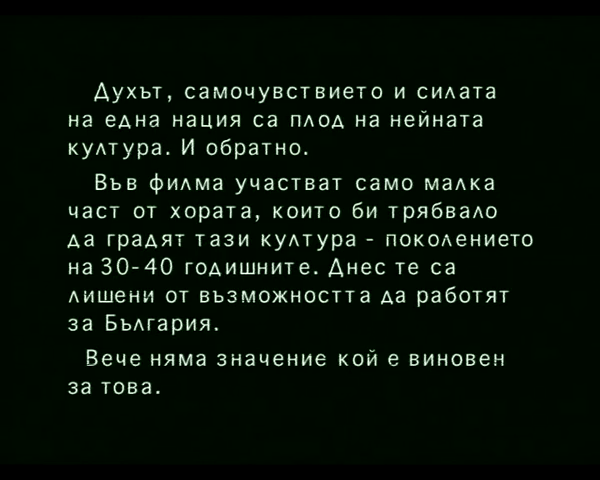 Духът, самочувствието и силата
на една нация са плод на нейната
култура. И обратно.
Във филма участват само малка
част от хората, които би трябвало
да градят тази култура - поколението
на 30-40 годишните. Днес те са
лишени от възможността да работят
за България.
Вече няма значение кой е виновен
за това.